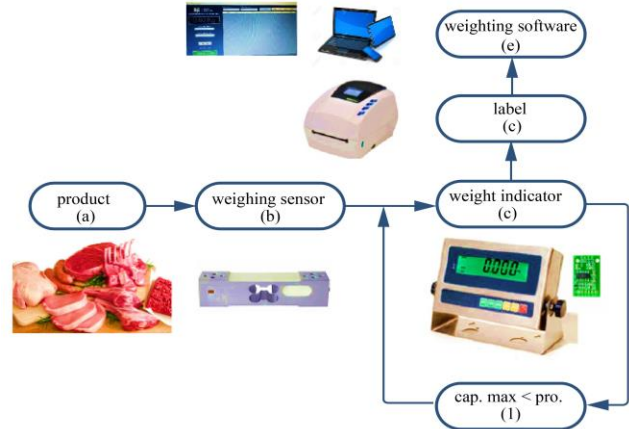 weighting software
(e)
label
(c)
product
(a)
weighing sensor
(b)
weight indicator
(c)
0.000
cap. max < pro.
(1)